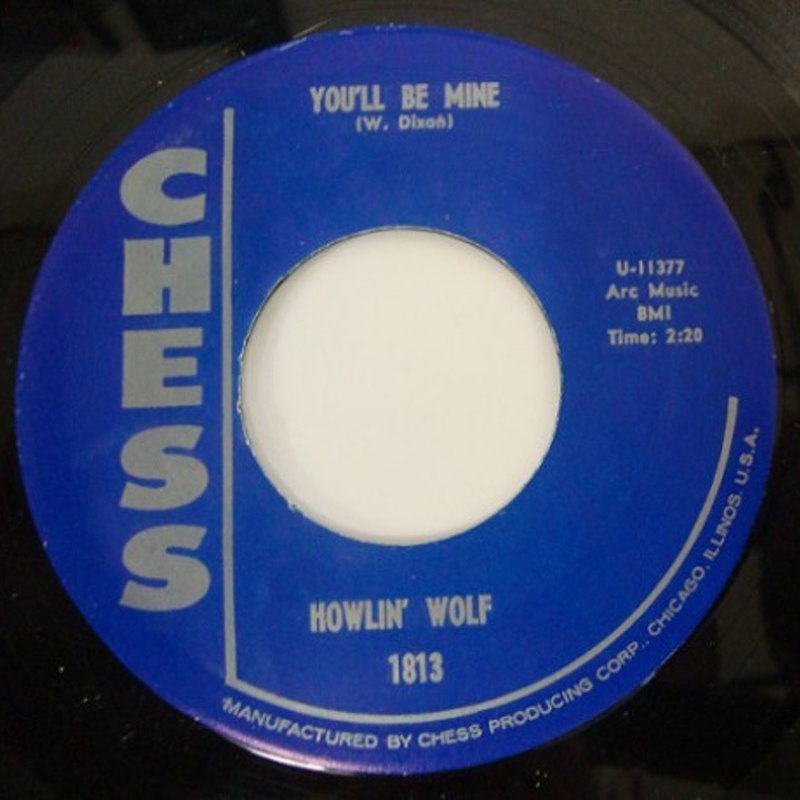 YOU'LL BE MINE
(W. Dixon)
CHESS
U-11377
Arc Music
BMI
Time: 2:20
HOWLIN' WOLF
1813
MANUFACTURED BY CHESS PRODUCING CORP., CHICAGO, ILLINOS, U.S.A.